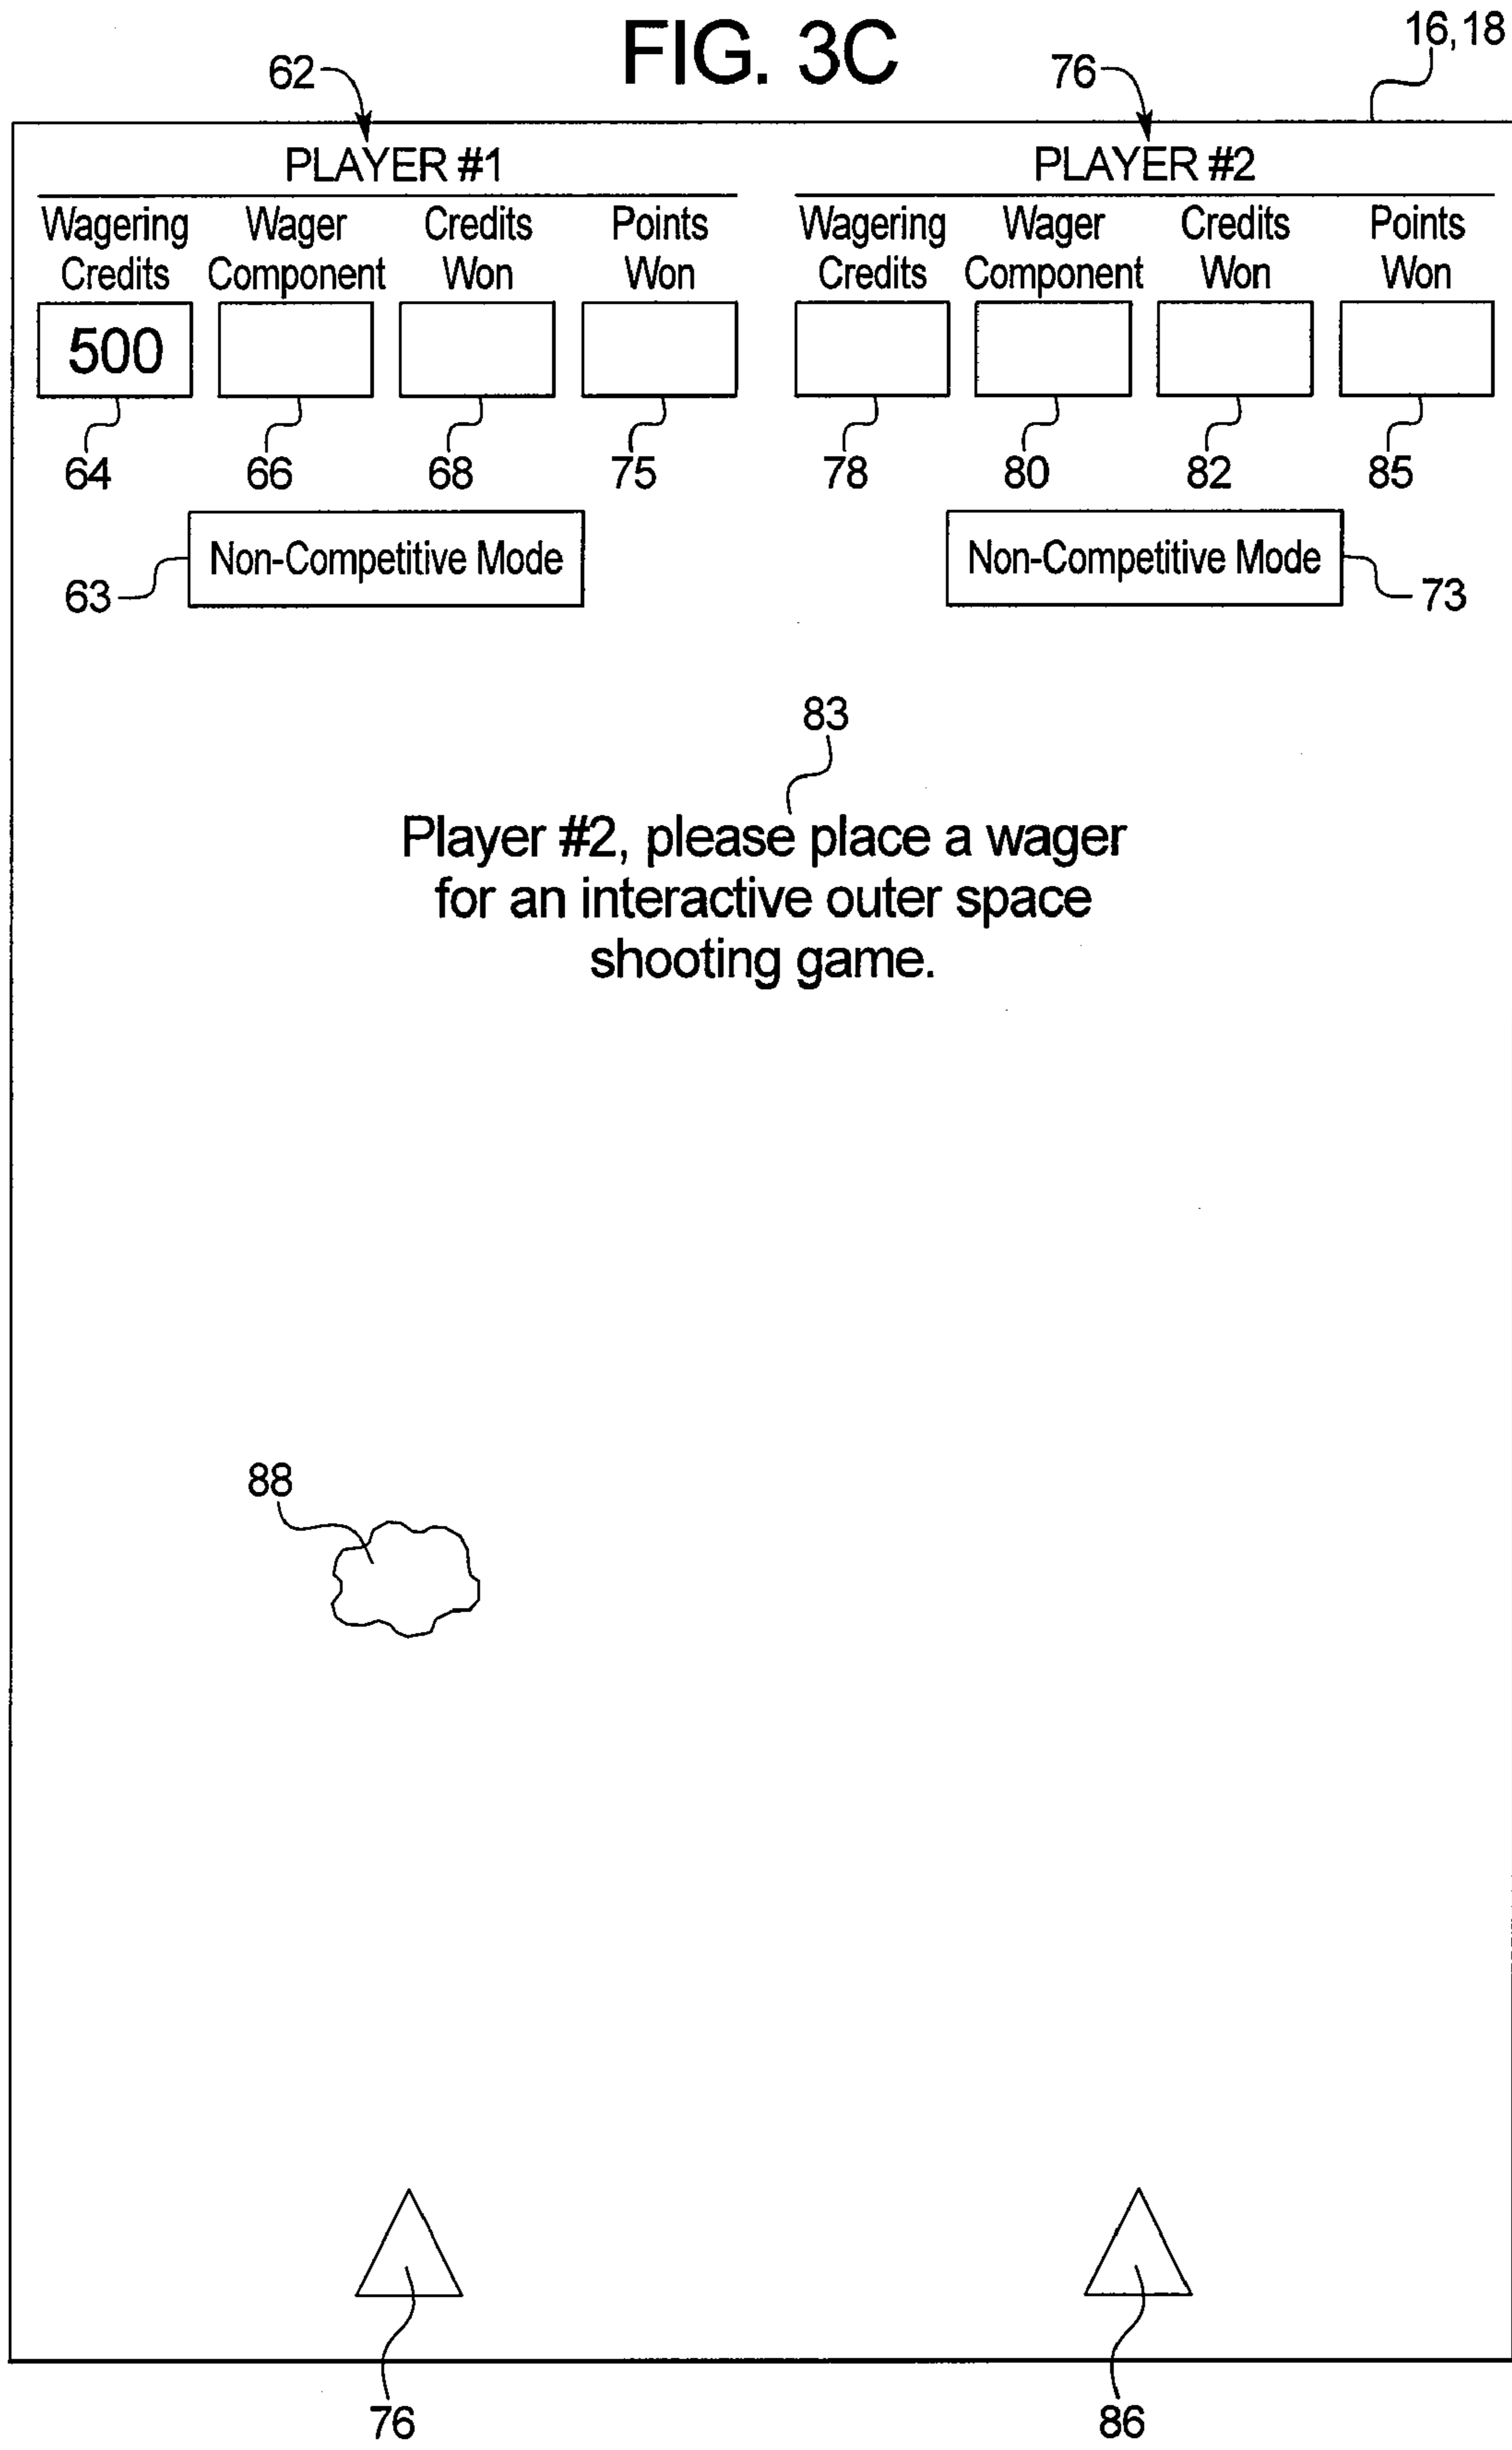 FIG. 3C
16,18
62
76
PLAYER #1
PLAYER #2
Wagering Credits
Wager Component
Credits Won
Points Won
Wagering Credits
Wager Component
Credits Won
Points Won
500
64
66
68
75
78
80
82
85
Non-Competitive Mode
Non-Competitive Mode
63
73
83
Player #2, please place a wager
for an interactive outer space
shooting game.
88
76
86